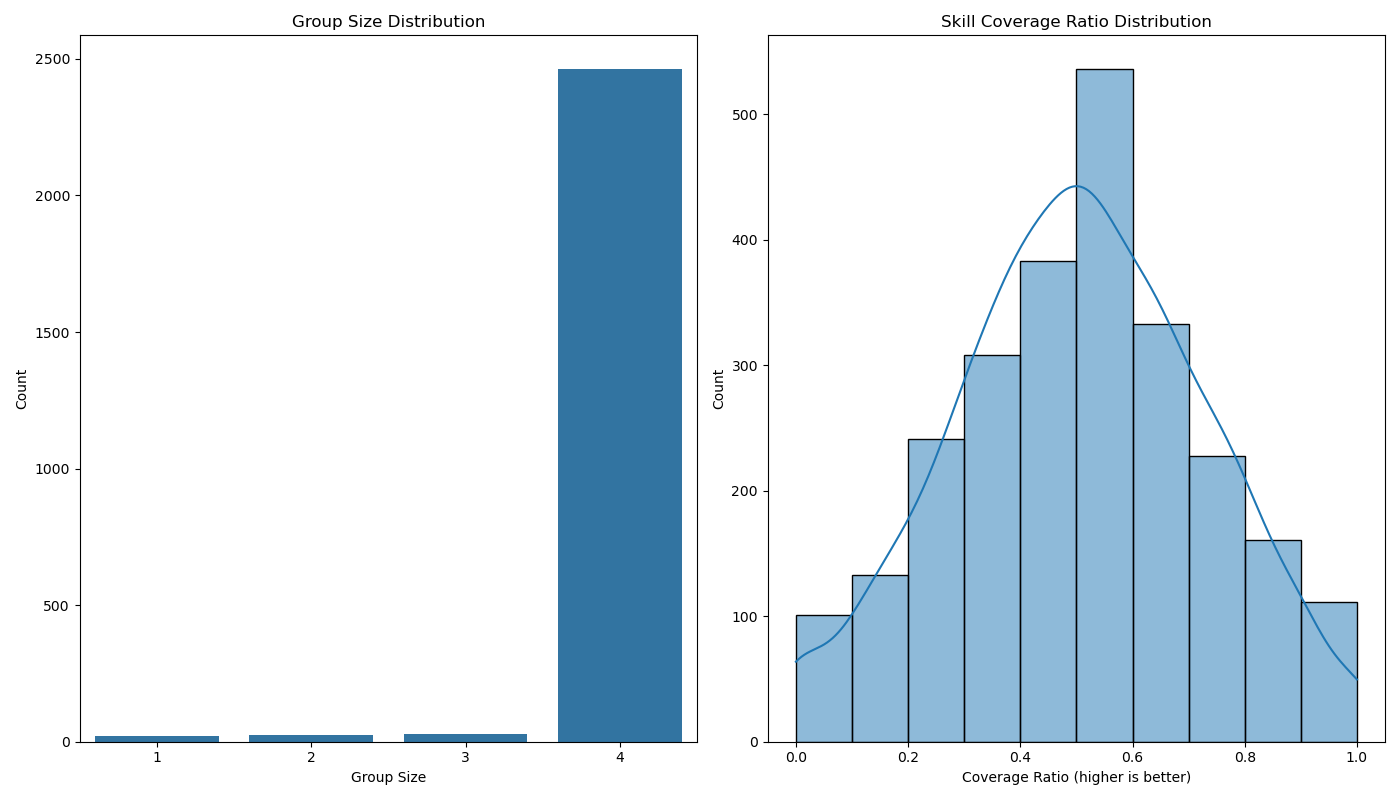 Group Size Distribution
2500
2000
1500
1000
500
0
Count
1 2 3 4
Group Size
Skill Coverage Ratio Distribution
500
400
300
200
100
0
Count
0.0 0.2 0.4 0.6 0.8 1.0
Coverage Ratio (higher is better)